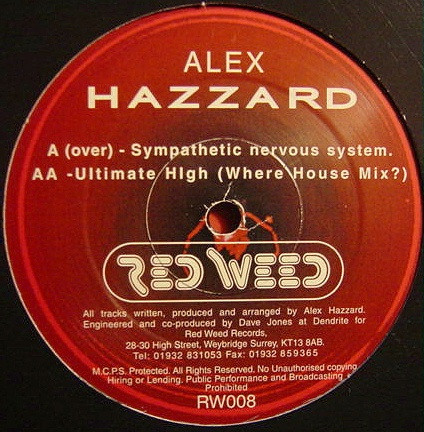 ALEX
HAZZARD
A (over) - Sympathetic nervous system.
AA -Ultimate HIgh (Where House Mix?)
RED WEED
All tracks written, produced and arranged by Alex Hazzard.
Engineered and co-produced by Dave Jones at Dendrite for
Red Weed Records,
28-30 High Street, Weybridge Surrey, KT13 8AB.
Tel: 01932 831053 Fax: 01932 859365
M.C.P.S. Protected. All Rights Reserved. No Unauthorised copying
Hiring or Lending. Public Performance and Broadcasting
Prohibited
RW008